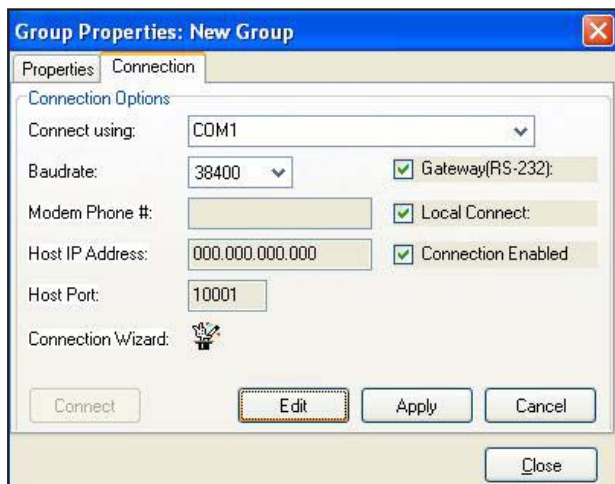 Group Properties: New Group
Properties Connection
Connection Options
Connect using: COM1
Baudrate: 38400 Gateway(RS-232):
Modem Phone #: Local Connect:
Host IP Address: 000.000.000.000 Connection Enabled
Host Port: 10001
Connection Wizard:
Connect Edit Apply Cancel
Close